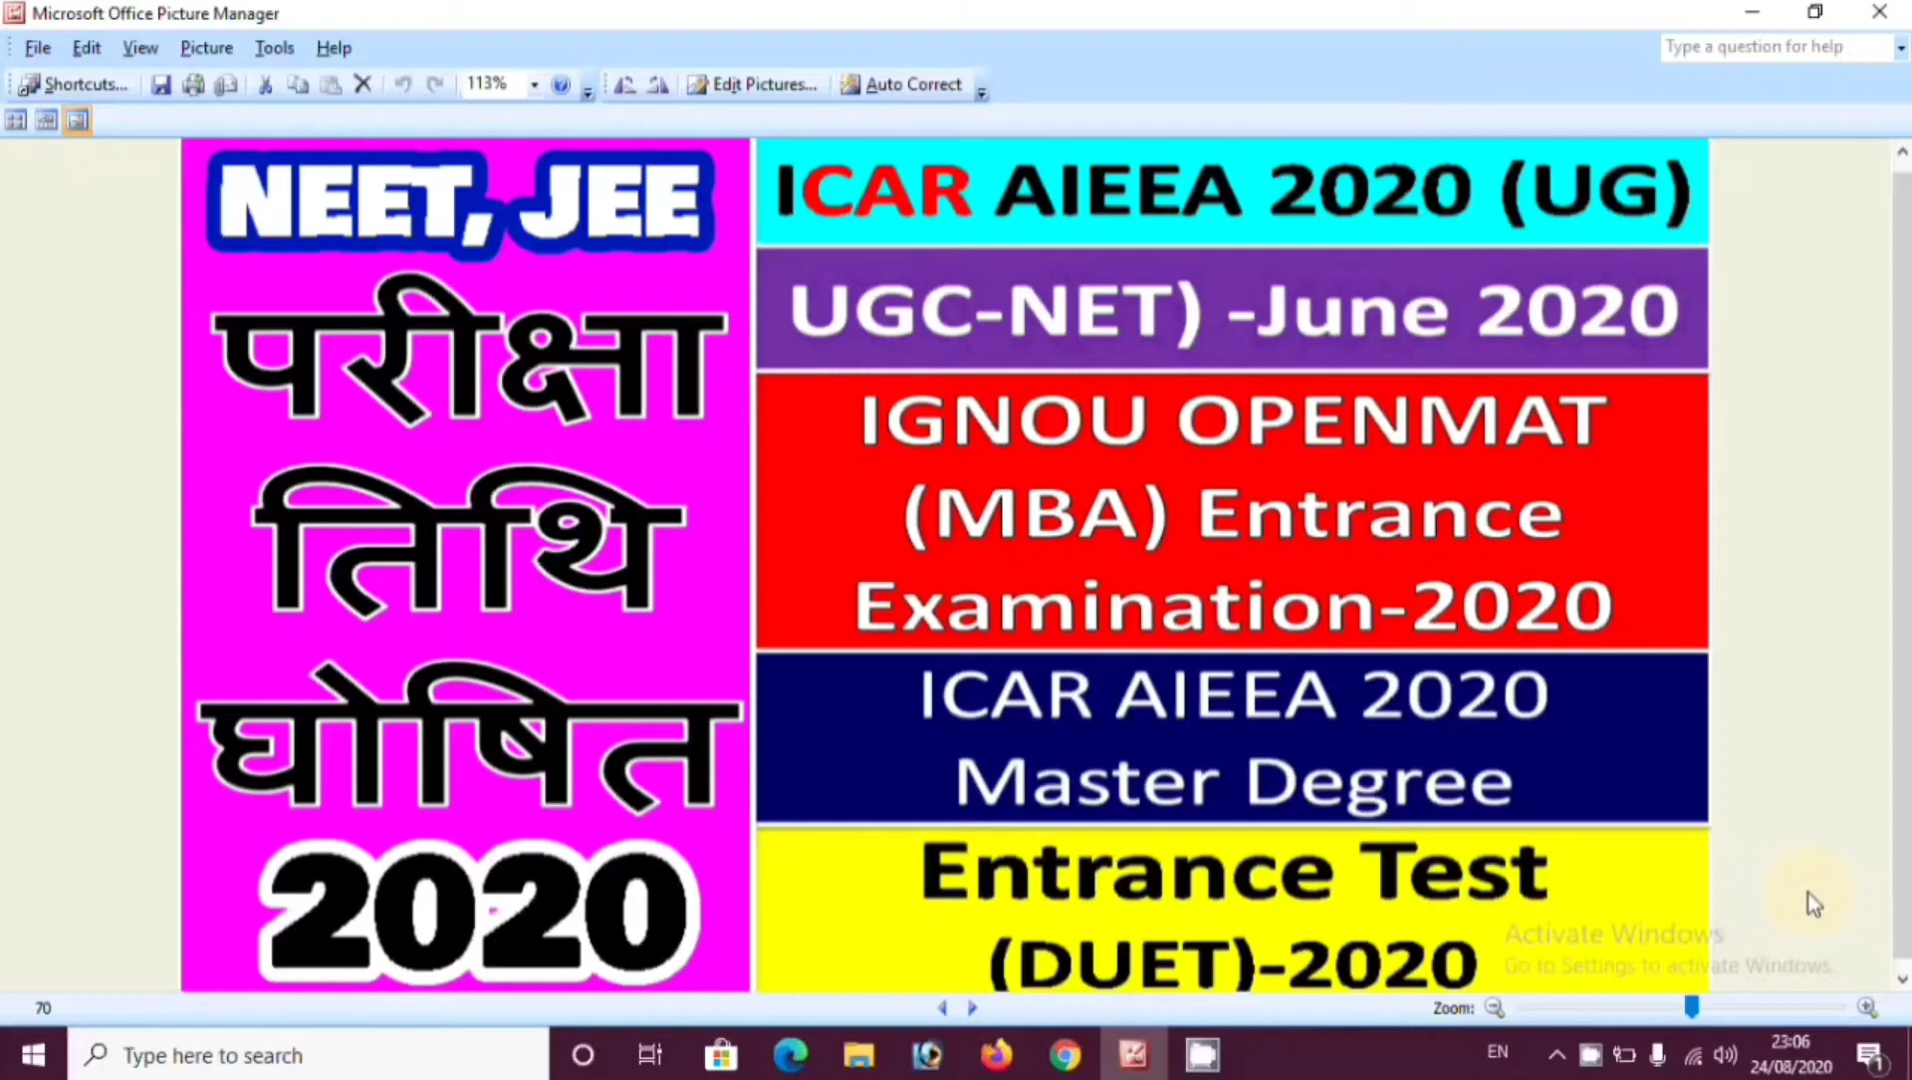 Microsoft Office Picture Manager
File Edit View Picture Tools Help
Type a question for help
Shortcuts... 113% Edit Pictures... Auto Correct
NEET, JEE
परीक्षा
तिथि
घोषित
2020
ICAR AIEEA 2020 (UG)
UGC-NET) -June 2020
IGNOU OPENMAT
(MBA) Entrance
Examination-2020
ICAR AIEEA 2020
Master Degree
Entrance Test
(DUET)-2020
Activate Windows
Go to Settings to activate Windows.
70 Zoom:
Type here to search
EN
23:06
24/08/2020
1